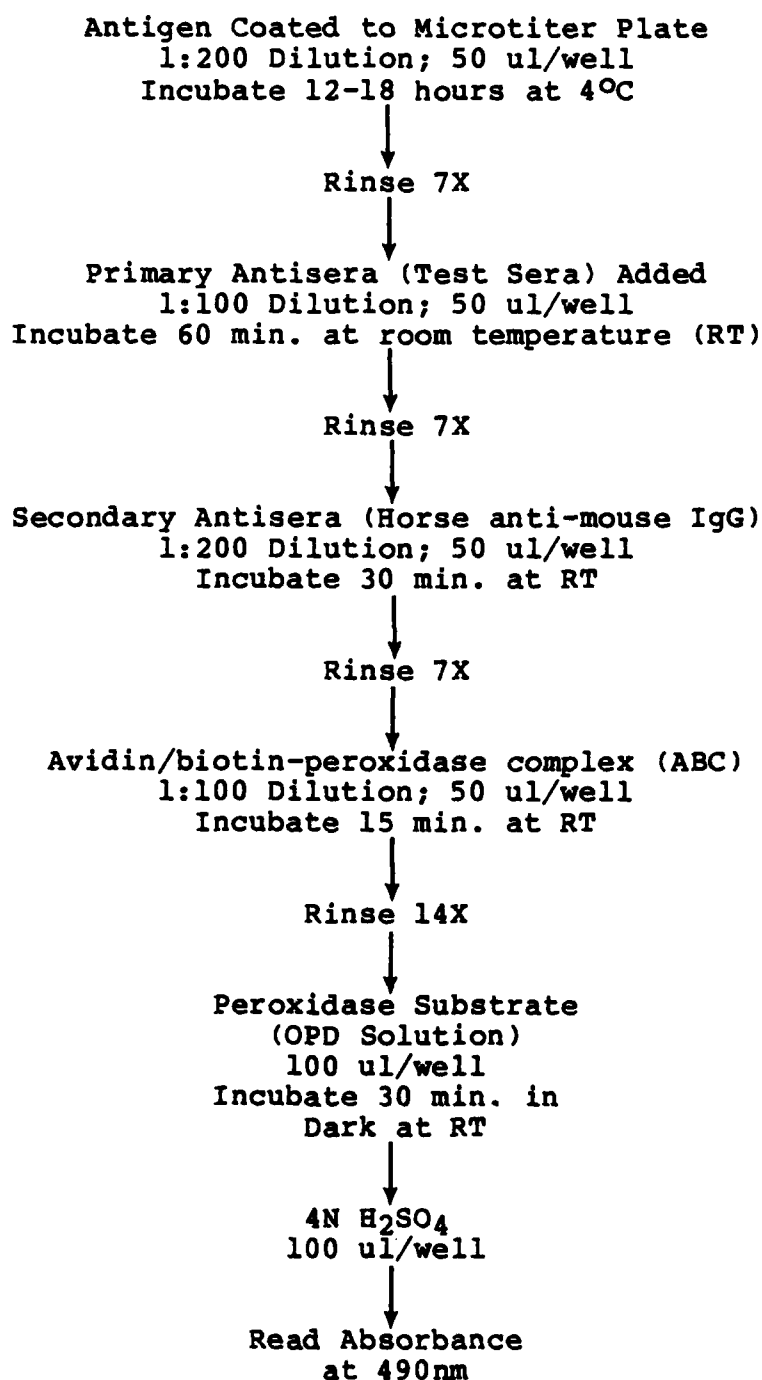 Antigen Coated to Microtiter Plate
1:200 Dilution; 50 ul/well
Incubate 12-18 hours at 4°C
Rinse 7X
Primary Antisera (Test Sera) Added
1:100 Dilution; 50 ul/well
Incubate 60 min. at room temperature (RT)
Rinse 7X
Secondary Antisera (Horse anti-mouse IgG)
1:200 Dilution; 50 ul/well
Incubate 30 min. at RT
Rinse 7X
Avidin/biotin-peroxidase complex (ABC)
1:100 Dilution; 50 ul/well
Incubate 15 min. at RT
Rinse 14X
Peroxidase Substrate
(OPD Solution)
100 ul/well
Incubate 30 min. in
Dark at RT
4N H₂SO₄
100 ul/well
Read Absorbance
at 490nm